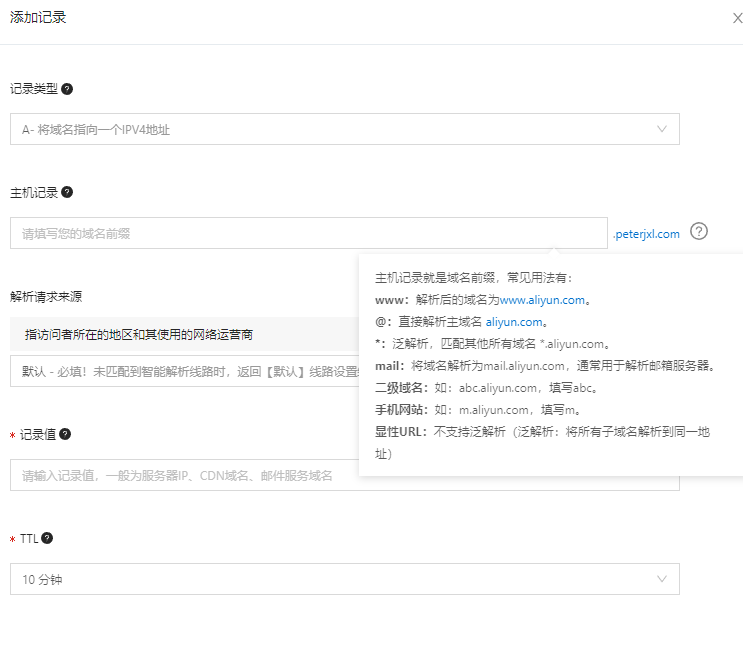 添加记录
记录类型
A- 将域名指向一个IPV4地址
主机记录
请填写您的域名前缀
.peterjxl.com
主机记录就是域名前缀，常见用法有：
www：解析后的域名为www.aliyun.com。
@：直接解析主域名 aliyun.com。
*：泛解析，匹配其他所有域名 *.aliyun.com。
mail：将域名解析为mail.aliyun.com，通常用于解析邮箱服务器。
二级域名：如：abc.aliyun.com，填写abc。
手机网站：如：m.aliyun.com，填写m。
显性URL：不支持泛解析（泛解析：将所有子域名解析到同一地
址）
解析请求来源
指访问者所在的地区和其使用的网络运营商
默认 - 必填！未匹配到智能解析线路时，返回【默认】线路设置
* 记录值
请输入记录值，一般为服务器IP、CDN域名、邮件服务域名
* TTL
10 分钟